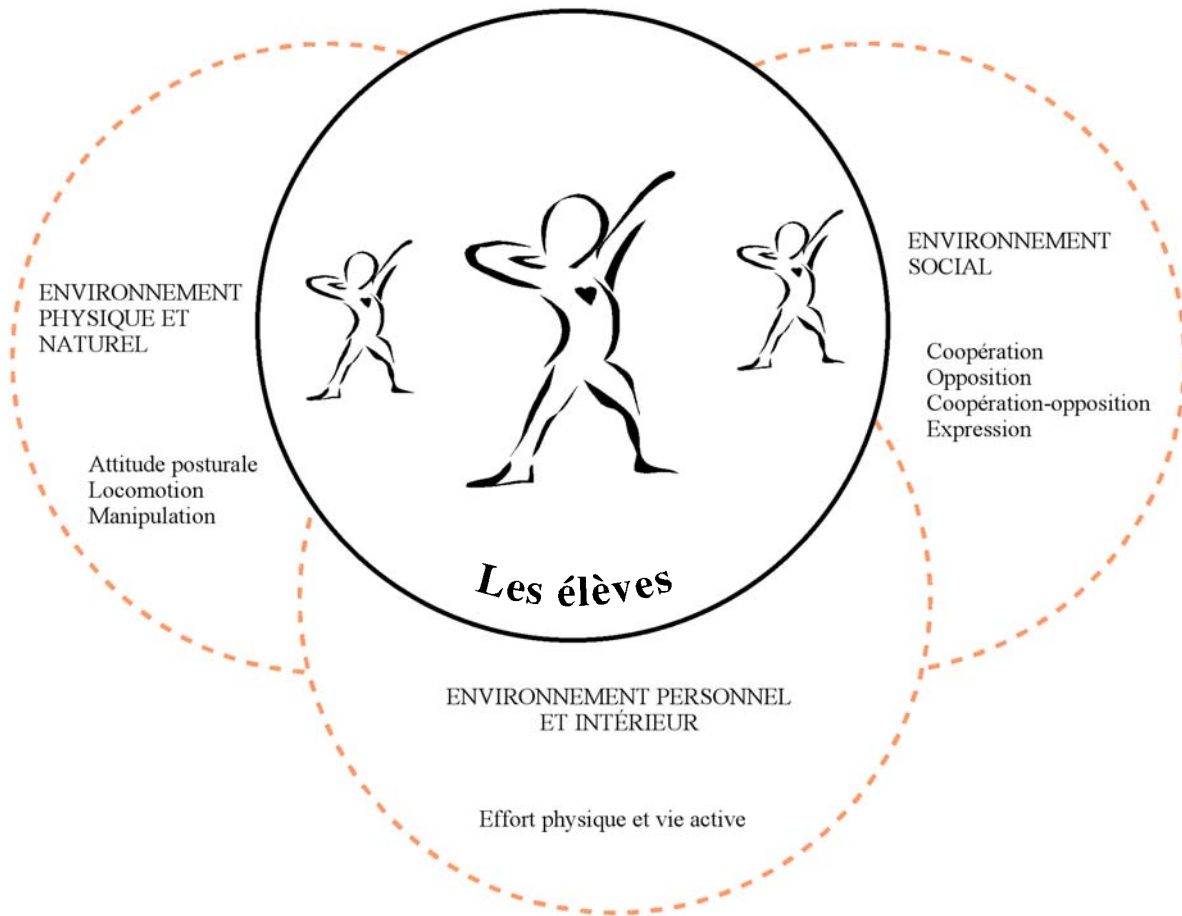 ENVIRONNEMENT
PHYSIQUE ET
NATUREL
Attitude posturale
Locomotion
Manipulation
ENVIRONNEMENT
SOCIAL
Coopération
Opposition
Coopération-opposition
Expression
Les élèves
ENVIRONNEMENT PERSONNEL
ET INTÉRIEUR
Effort physique et vie active